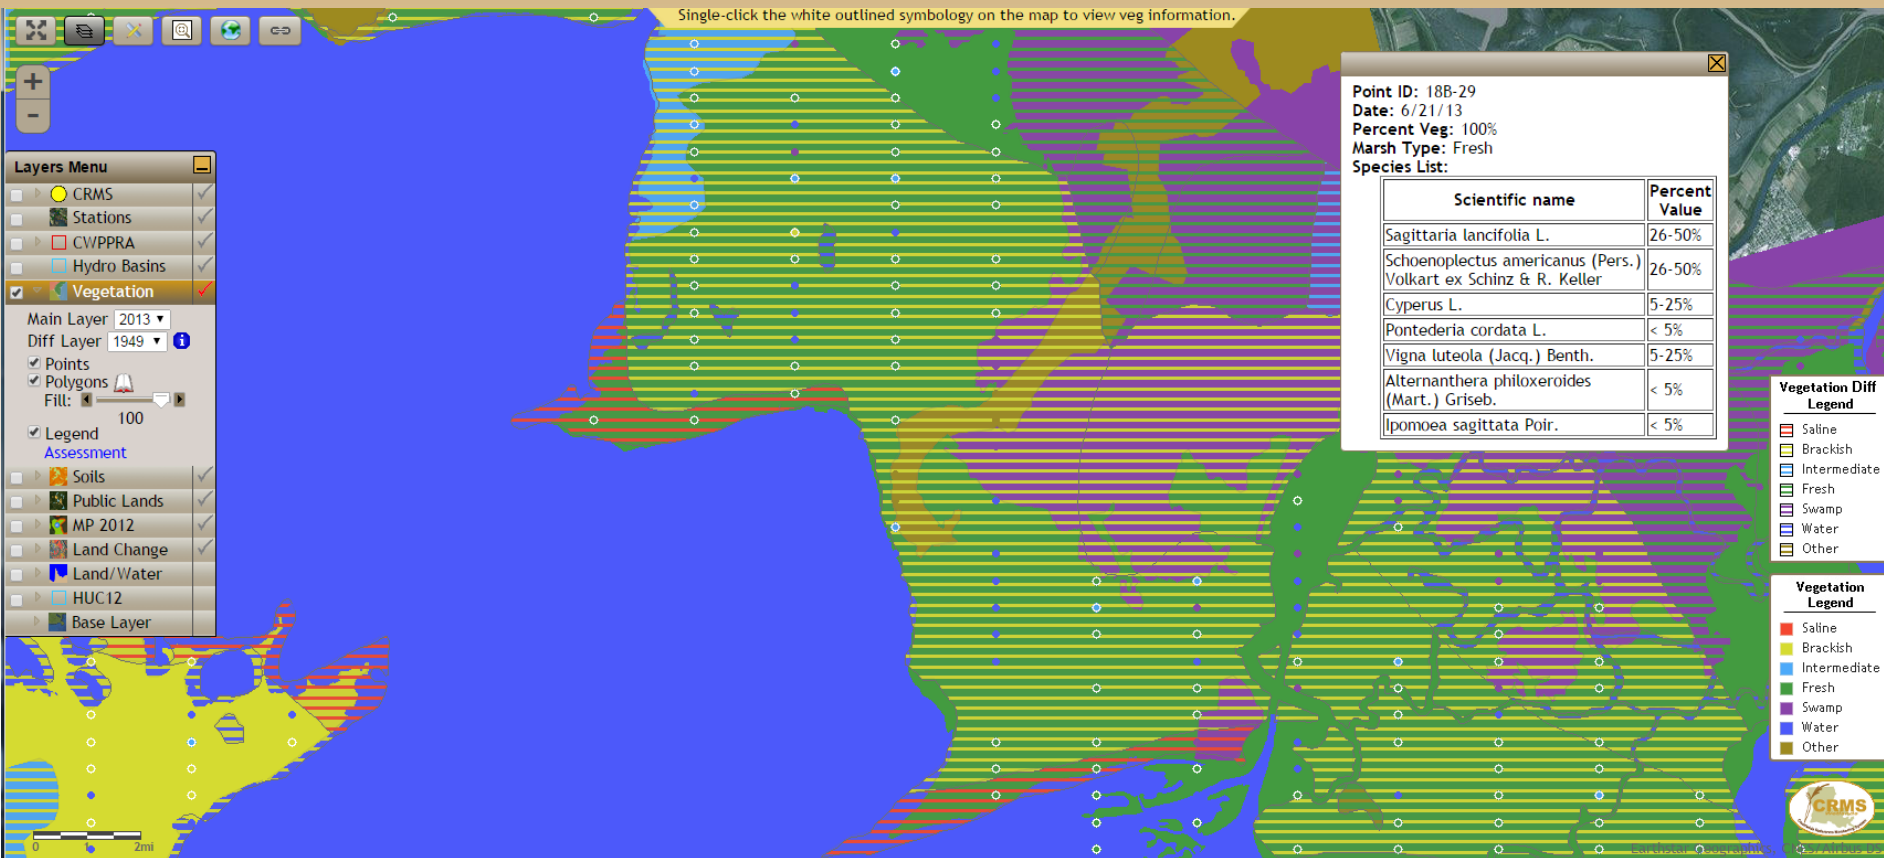 Single-click the white outlined symbology on the map to view veg information.
+
-
Layers Menu
CRMS
Stations
CWPPRA
Hydro Basins
Vegetation
Main Layer 2013
Diff Layer 1949
Points
Polygons
Fill:
100
Legend
Assessment
Soils
Public Lands
MP 2012
Land Change
Land/Water
HUC12
Base Layer
Point ID: 18B-29
Date: 6/21/13
Percent Veg: 100%
Marsh Type: Fresh
Species List:
Scientific name Percent
Value
Sagittaria lancifolia L. 26-50%
Schoenoplectus americanus (Pers.)
Volkart ex Schinz & R. Keller 26-50%
Cyperus L. 5-25%
Pontederia cordata L. < 5%
Vigna luteola (Jacq.) Benth. 5-25%
Alternanthera philoxeroides
(Mart.) Griseb. < 5%
Ipomoea sagittata Poir. < 5%
Vegetation Diff
Legend
Saline
Brackish
Intermediate
Fresh
Swamp
Water
Other
Vegetation
Legend
Saline
Brackish
Intermediate
Fresh
Swamp
Water
Other
0 1 2mi
CRMS
Earthstar Geographics, CNES/Airbus DS